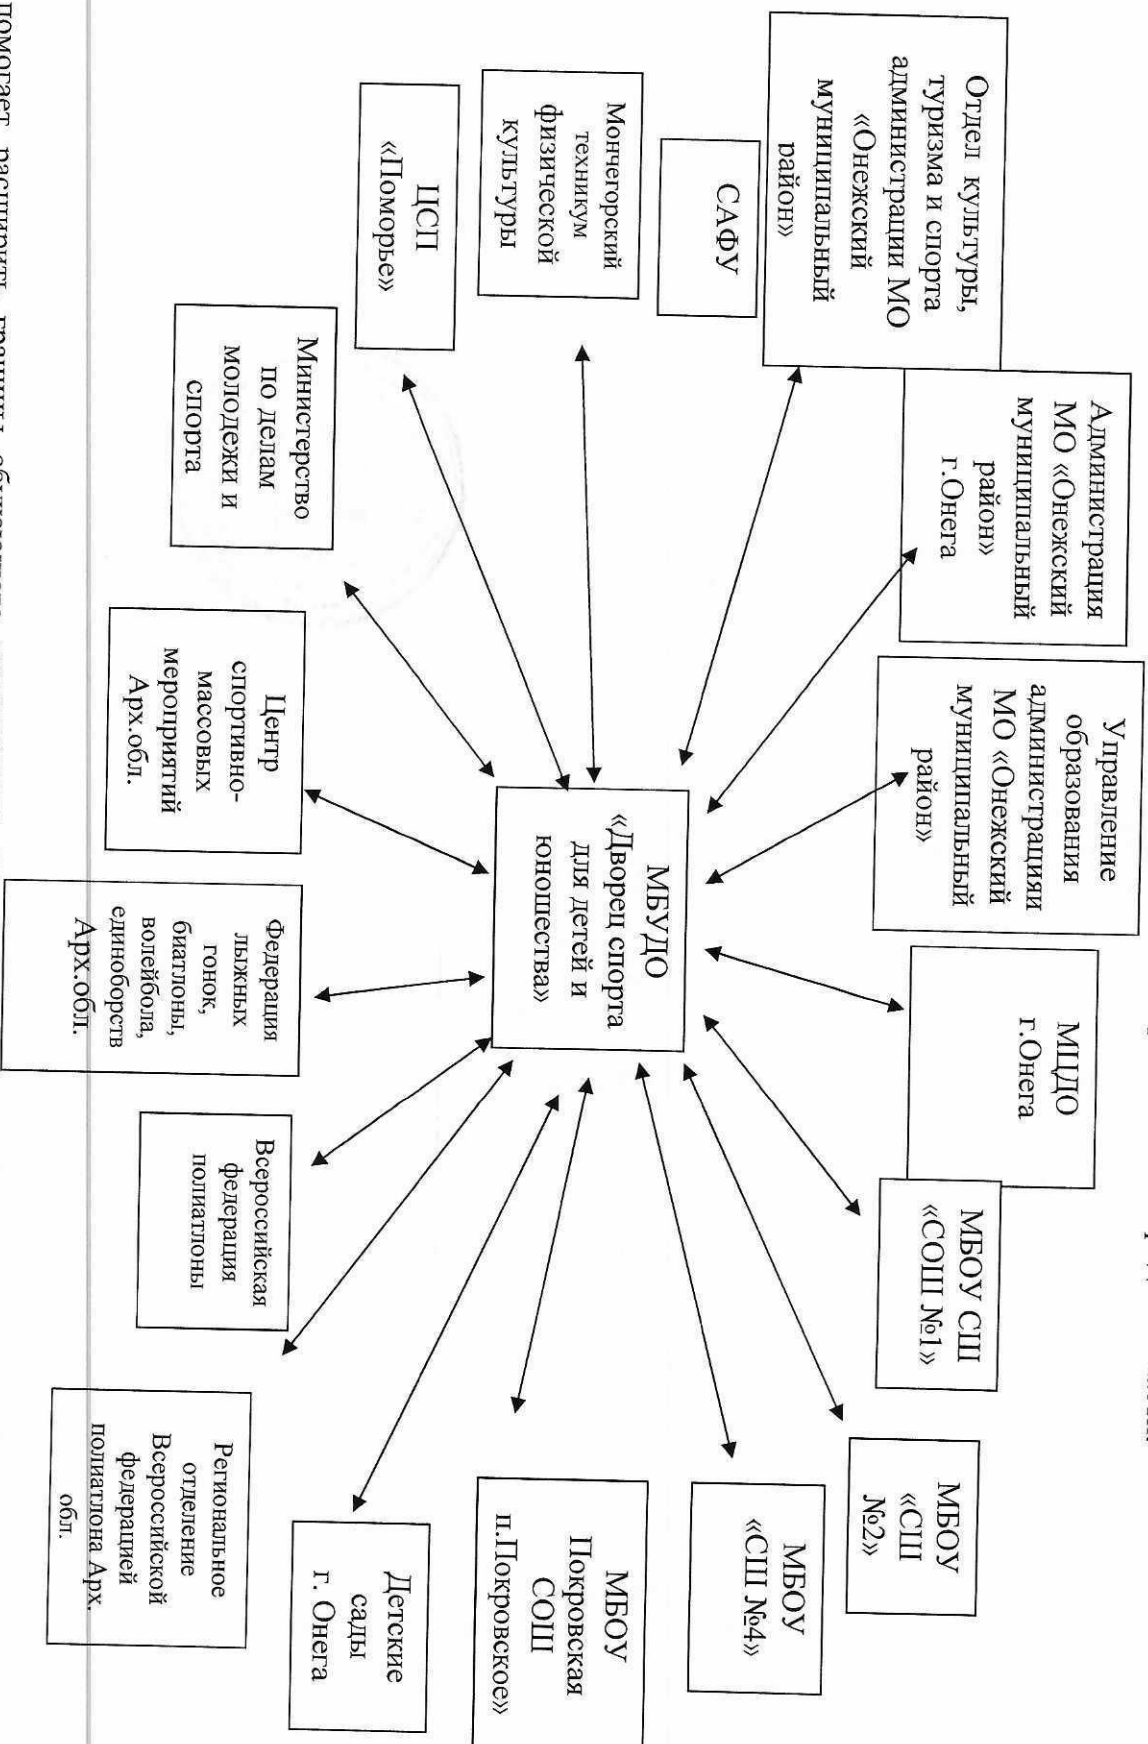 Отдел культуры,
туризма и спорта
администрации МО
«Онежский
муниципальный
район»
Администрация
МО «Онежский
муниципальный
район»
г.Онега
Управление
образования
администрацияи
МО «Онежский
муниципальный
район»
МЦДО
г.Онега
МБОУ СШ
«СОШ №1»
МБОУ
«СШ
№2»
САФУ
МБОУ
«СШ №4»
Мончегорский
техникум
физической
культуры
МБУДО
«Дворец спорта
для детей и
юношества»
МБОУ
Покровская
СОШ
п.Покровское»
ЦСП
«Поморье»
Детские
сады
г. Онега
Министерство
по делам
молодежи и
спорта
Центр
спортивно-
массовых
мероприятий
Арх.обл.
Федерация
лыжных
гонок,
биатлоны,
волейбола,
единоборств
Арх.обл.
Всероссийская
федерация
полиатлоны
Региональное
отделение
Всероссийской
федерацией
полиатлона Арх.
обл.
помогает расширить границы